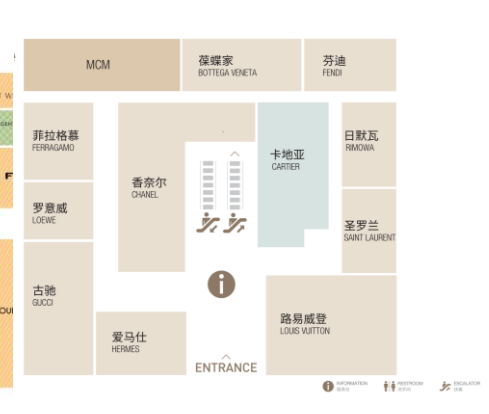 MCM
葆蝶家
BOTTEGA VENETA
芬迪
FENDI
菲拉格慕
FERRAGAMO
香奈尔
CHANEL
卡地亚
CARTIER
日默瓦
RIMOWA
罗意威
LOEWE
圣罗兰
SAINT LAURENT
古驰
GUCCI
爱马仕
HERMES
路易威登
LOUIS VUITTON
ENTRANCE
INFORMATION
RESTROOM
ESCALATOR